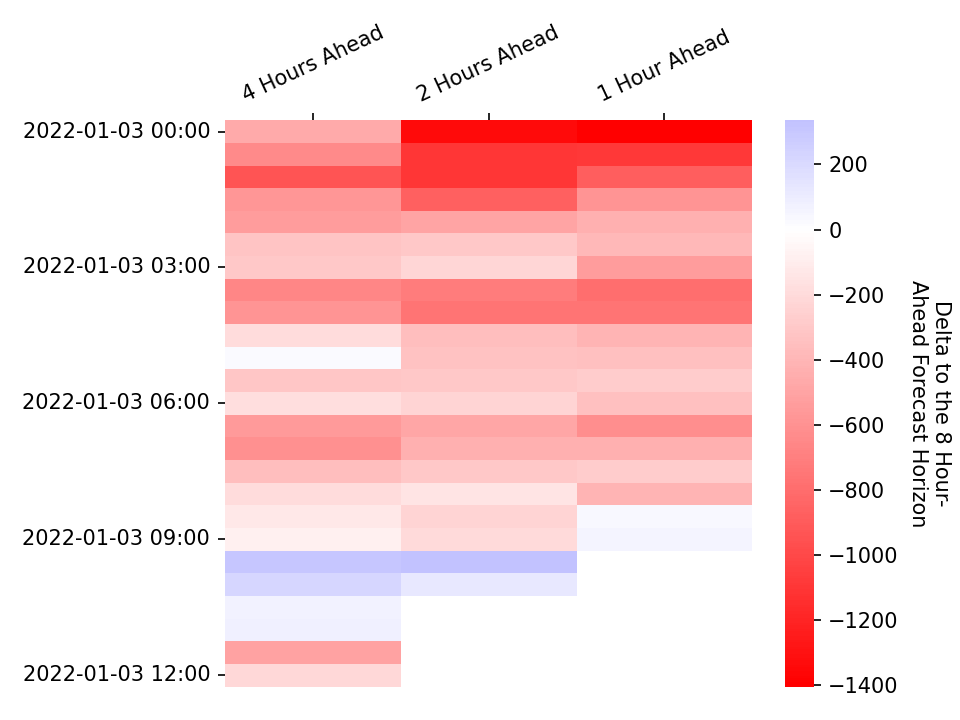 4 Hours Ahead
2 Hours Ahead
1 Hour Ahead
2022-01-03 00:00
2022-01-03 03:00
2022-01-03 06:00
2022-01-03 09:00
2022-01-03 12:00
200
0
−200
−400
−600
−800
−1000
−1200
−1400
Delta to the 8 Hour-
Ahead Forecast Horizon